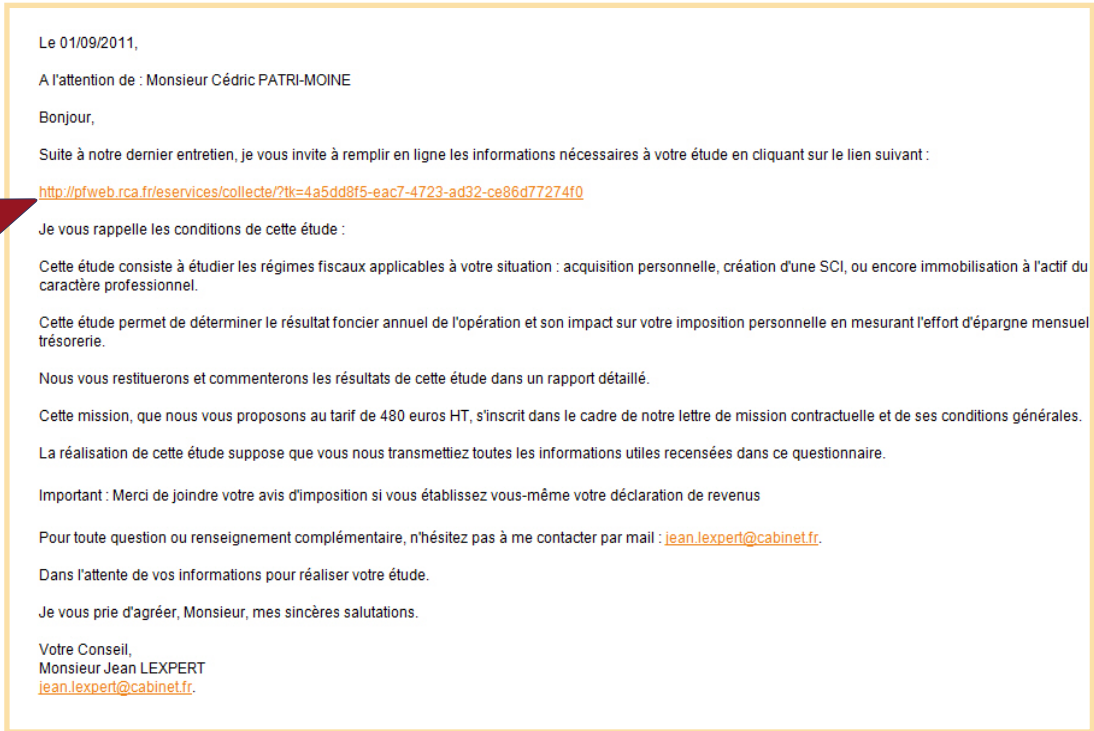 Le 01/09/2011,
A l'attention de : Monsieur Cédric PATRI-MOINE
Bonjour,
Suite à notre dernier entretien, je vous invite à remplir en ligne les informations nécessaires à votre étude en cliquant sur le lien suivant :
http://pfweb.rca.fr/eservices/collecte/?tk=4a5dd8f5-eac7-4723-ad32-ce86d77274f0
Je vous rappelle les conditions de cette étude :
Cette étude consiste à étudier les régimes fiscaux applicables à votre situation : acquisition personnelle, création d'une SCI, ou encore immobilisation à l'actif du
caractère professionnel.
Cette étude permet de déterminer le résultat foncier annuel de l'opération et son impact sur votre imposition personnelle en mesurant l'effort d'épargne mensuel
trésorerie.
Nous vous restituerons et commenterons les résultats de cette étude dans un rapport détaillé.
Cette mission, que nous vous proposons au tarif de 480 euros HT, s'inscrit dans le cadre de notre lettre de mission contractuelle et de ses conditions générales.
La réalisation de cette étude suppose que vous nous transmettiez toutes les informations utiles recensées dans ce questionnaire.
Important : Merci de joindre votre avis d'imposition si vous établissez vous-même votre déclaration de revenus
Pour toute question ou renseignement complémentaire, n'hésitez pas à me contacter par mail : jean.lexpert@cabinet.fr.
Dans l'attente de vos informations pour réaliser votre étude.
Je vous prie d'agréer, Monsieur, mes sincères salutations.
Votre Conseil,
Monsieur Jean LEXPERT
jean.lexpert@cabinet.fr.